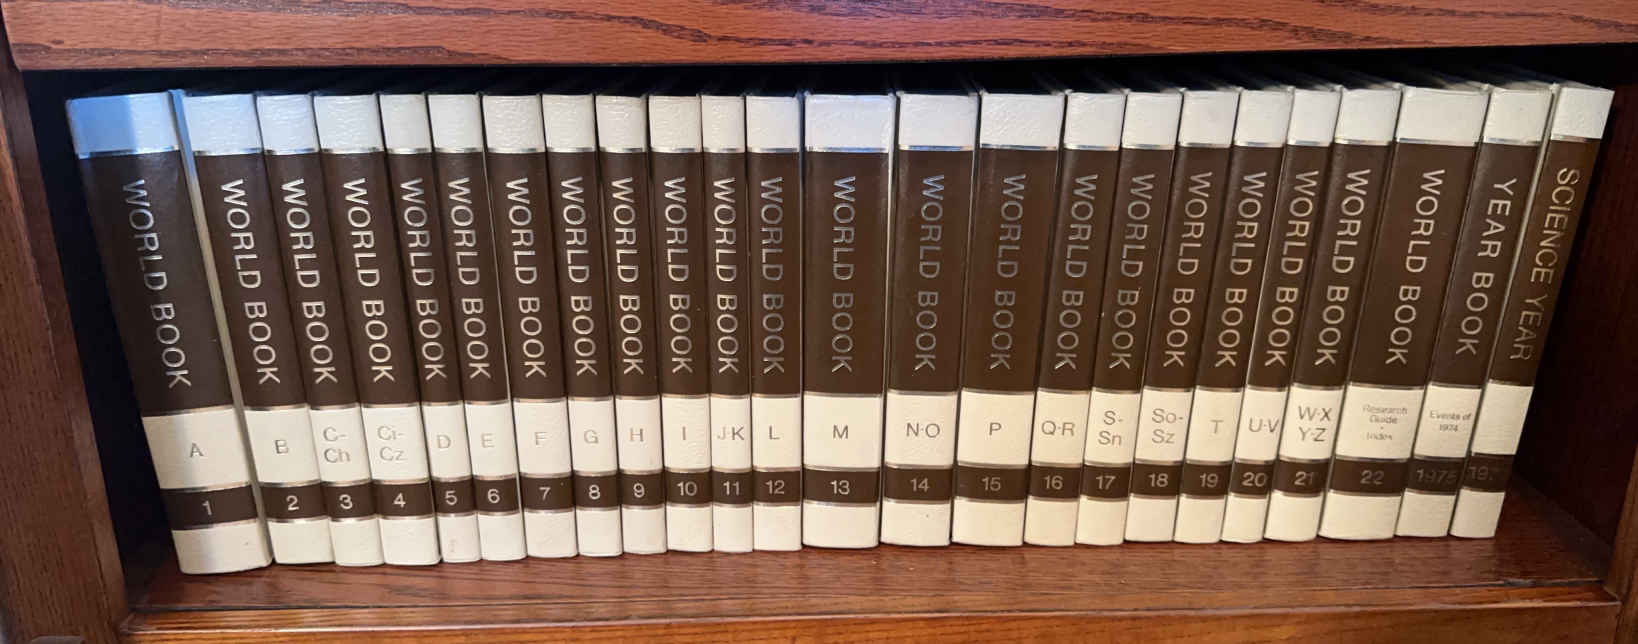 WORLD BOOK
A
1
WORLD BOOK
B
2
WORLD BOOK
C-
Ch
3
WORLD BOOK
Ci-
Cz
4
WORLD BOOK
D
5
WORLD BOOK
E
6
WORLD BOOK
F
7
WORLD BOOK
G
8
WORLD BOOK
H
9
WORLD BOOK
I
10
WORLD BOOK
J·K
11
WORLD BOOK
L
12
WORLD BOOK
M
13
WORLD BOOK
N·O
14
WORLD BOOK
P
15
WORLD BOOK
Q·R
16
WORLD BOOK
S-
Sn
17
WORLD BOOK
So-
Sz
18
WORLD BOOK
T
19
WORLD BOOK
U·V
20
WORLD BOOK
W·X
Y·Z
21
WORLD BOOK
Research
Guide
·
Index
22
YEAR BOOK
Events of
1974
1975
SCIENCE YEAR